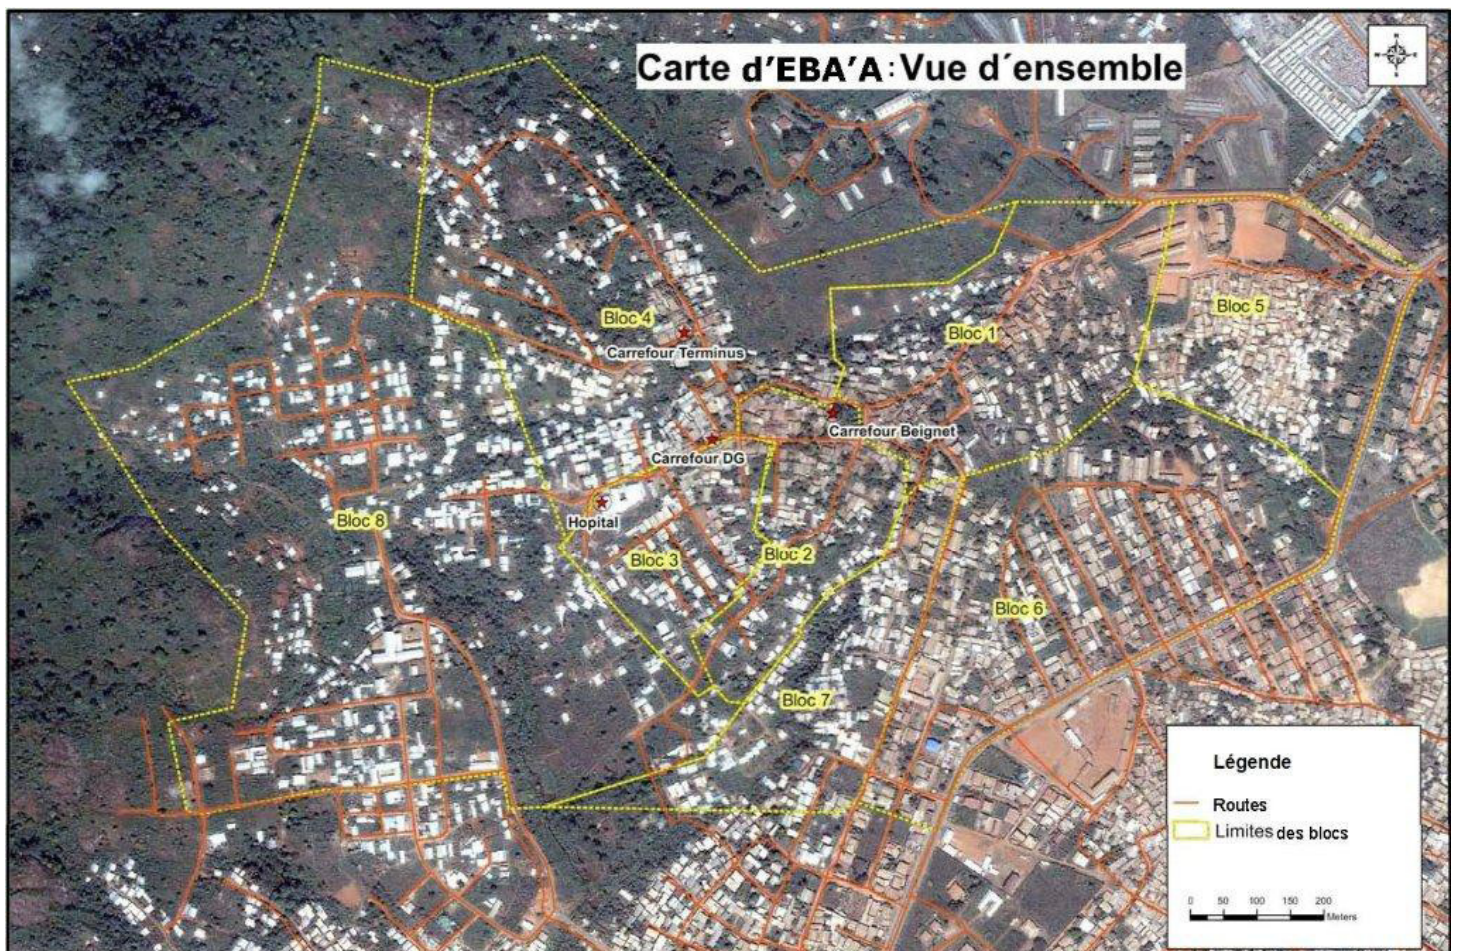 Carte d'EBA'A: Vue d´ensemble
N
Bloc 5
Bloc 4
Bloc 1
Carrefour Terminus
Carrefour Beignet
Carrefour DG
Hopital
Bloc 8
Bloc 3
Bloc 2
Bloc 6
Bloc 7
Légende
Routes
Limites des blocs
0 50 100 150 200
Meters